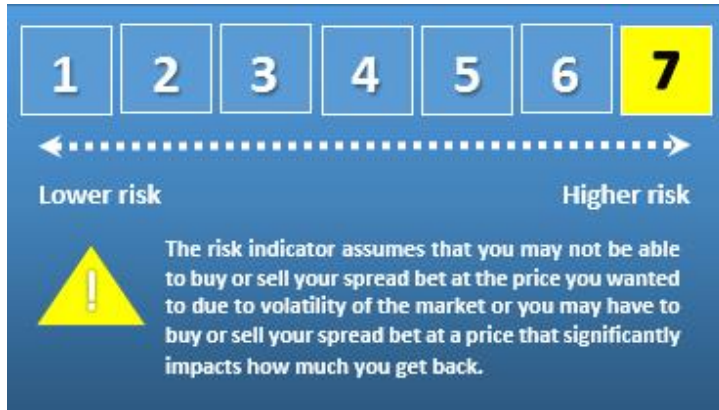 1 2 3 4 5 6 7
Lower risk Higher risk
!
The risk indicator assumes that you may not be able
to buy or sell your spread bet at the price you wanted
to due to volatility of the market or you may have to
buy or sell your spread bet at a price that significantly
impacts how much you get back.